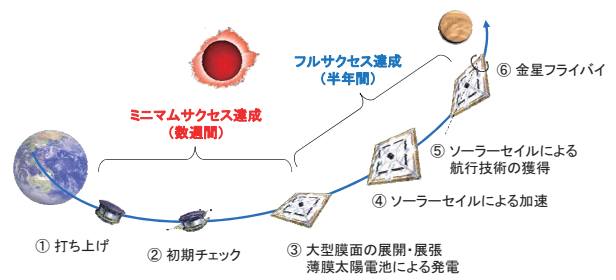 フルサクセス達成
(半年間)
⑥ 金星フライバイ
ミニマムサクセス達成
(数週間)
⑤ ソーラーセイルによる
航行技術の獲得
④ ソーラーセイルによる加速
① 打ち上げ
② 初期チェック
③ 大型膜面の展開・展張
薄膜太陽電池による発電